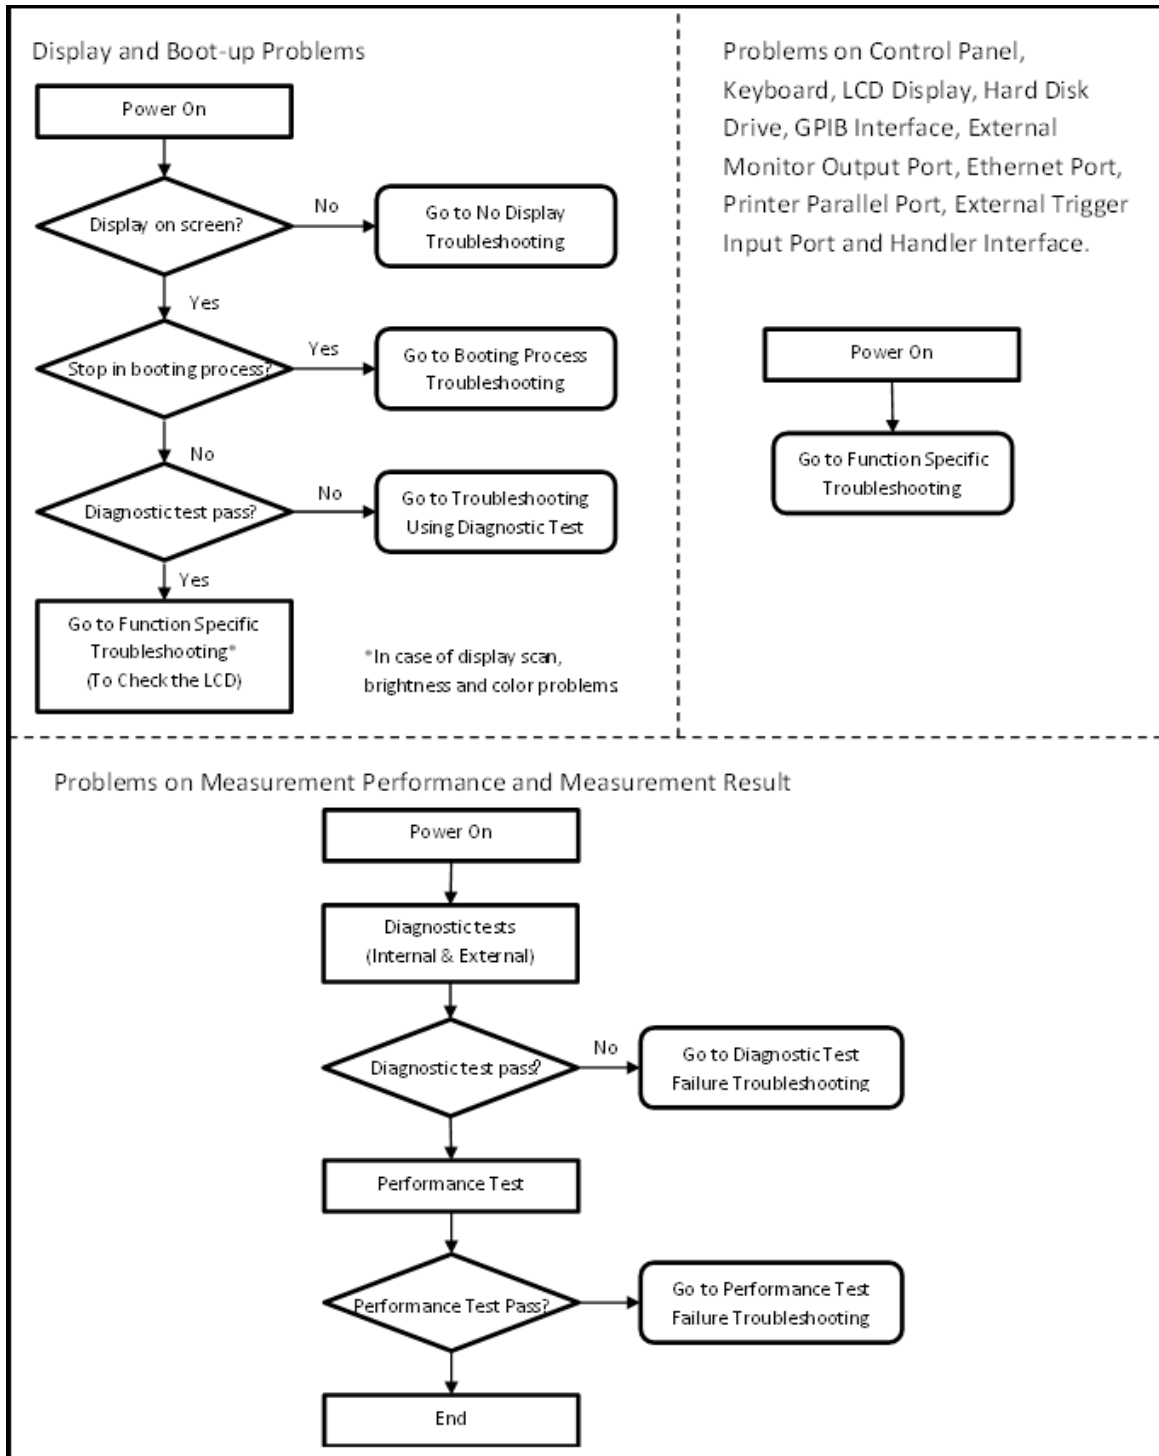 Display and Boot-up Problems
Power On
Display on screen?
No
Go to No Display
Troubleshooting
Yes
Stop in booting process?
Yes
Go to Booting Process
Troubleshooting
No
Diagnostic test pass?
No
Go to Troubleshooting
Using Diagnostic Test
Yes
Go to Function Specific
Troubleshooting*
(To Check the LCD)
*In case of display scan,
brightness and color problems.
Problems on Control Panel,
Keyboard, LCD Display, Hard Disk
Drive, GPIB Interface, External
Monitor Output Port, Ethernet Port,
Printer Parallel Port, External Trigger
Input Port and Handler Interface.
Power On
Go to Function Specific
Troubleshooting
Problems on Measurement Performance and Measurement Result
Power On
Diagnostic tests
(Internal & External)
Diagnostic test pass?
No
Go to Diagnostic Test
Failure Troubleshooting
Performance Test
Performance Test Pass?
Go to Performance Test
Failure Troubleshooting
End